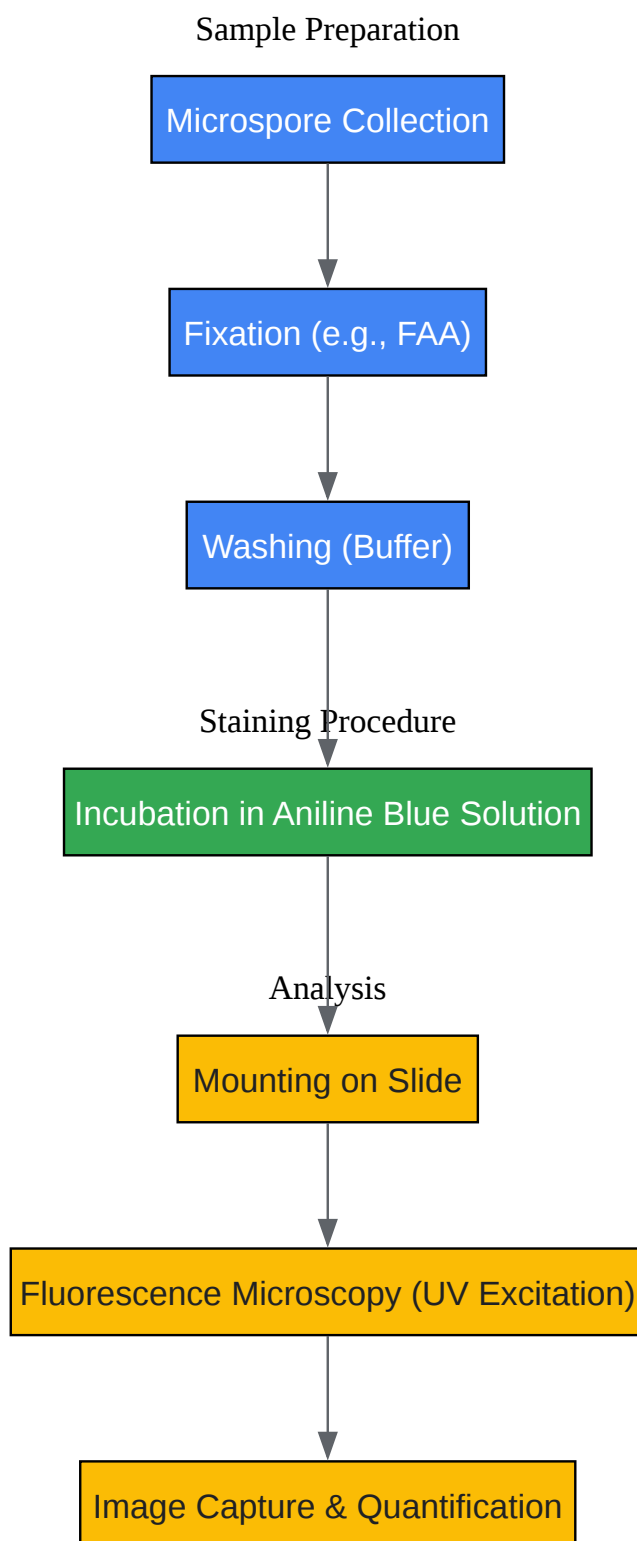 Sample Preparation
Microspore Collection
Fixation (e.g., FAA)
Washing (Buffer)
Staining Procedure
Incubation in Aniline Blue Solution
Analysis
Mounting on Slide
Fluorescence Microscopy (UV Excitation)
Image Capture & Quantification